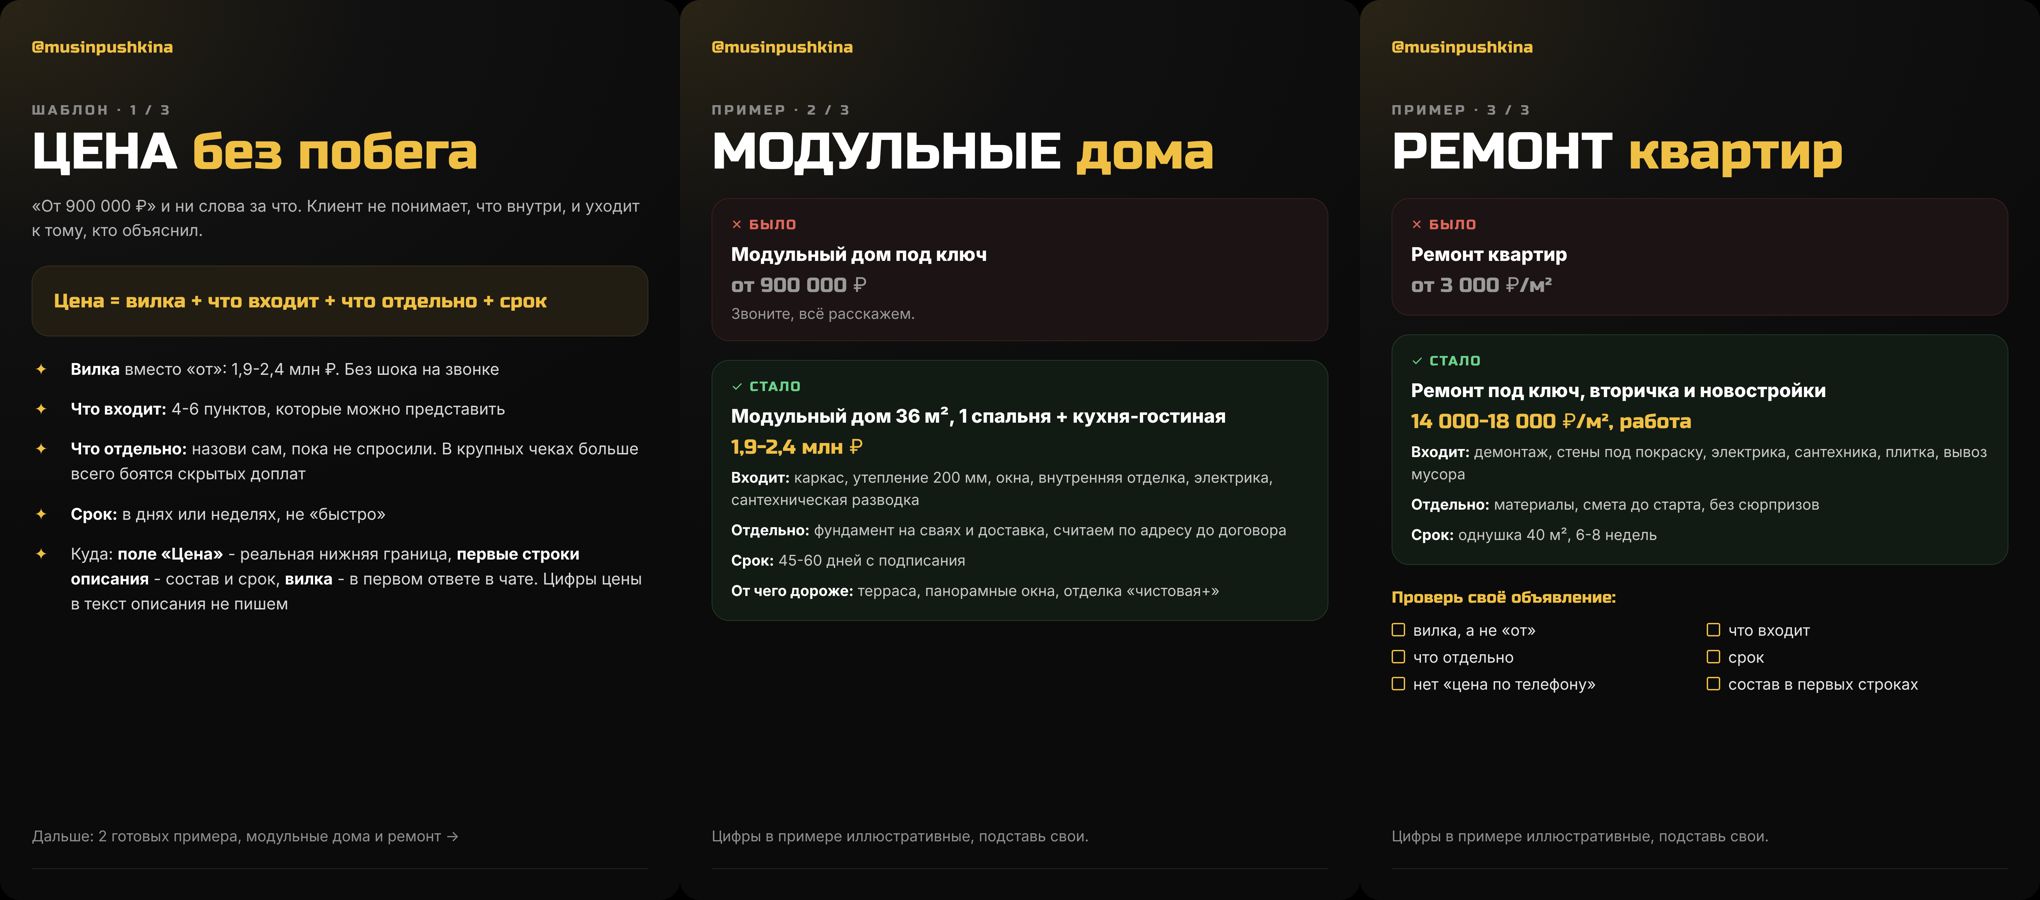 @musinpushkina
ШАБЛОН · 1 / 3
ЦЕНА без побега
«От 900 000 ₽» и ни слова за что. Клиент не понимает, что внутри, и уходит
к тому, кто объяснил.
Цена = вилка + что входит + что отдельно + срок
✦ Вилка вместо «от»: 1,9-2,4 млн ₽. Без шока на звонке
✦ Что входит: 4-6 пунктов, которые можно представить
✦ Что отдельно: назови сам, пока не спросили. В крупных чеках больше
всего боятся скрытых доплат
✦ Срок: в днях или неделях, не «быстро»
✦ Куда: поле «Цена» - реальная нижняя граница, первые строки
описания - состав и срок, вилка - в первом ответе в чате. Цифры цены
в текст описания не пишем
Дальше: 2 готовых примера, модульные дома и ремонт →
@musinpushkina
ПРИМЕР · 2 / 3
МОДУЛЬНЫЕ дома
× БЫЛО
Модульный дом под ключ
от 900 000 ₽
Звоните, всё расскажем.
✓ СТАЛО
Модульный дом 36 м², 1 спальня + кухня-гостиная
1,9-2,4 млн ₽
Входит: каркас, утепление 200 мм, окна, внутренняя отделка, электрика,
сантехническая разводка
Отдельно: фундамент на сваях и доставка, считаем по адресу до договора
Срок: 45-60 дней с подписания
От чего дороже: терраса, панорамные окна, отделка «чистовая+»
Цифры в примере иллюстративные, подставь свои.
@musinpushkina
ПРИМЕР · 3 / 3
РЕМОНТ квартир
× БЫЛО
Ремонт квартир
от 3 000 ₽/м²
✓ СТАЛО
Ремонт под ключ, вторичка и новостройки
14 000-18 000 ₽/м², работа
Входит: демонтаж, стены под покраску, электрика, сантехника, плитка, вывоз
мусора
Отдельно: материалы, смета до старта, без сюрпризов
Срок: однушка 40 м², 6-8 недель
Проверь своё объявление:
вилка, а не «от»
что входит
что отдельно
срок
нет «цена по телефону»
состав в первых строках
Цифры в примере иллюстративные, подставь свои.